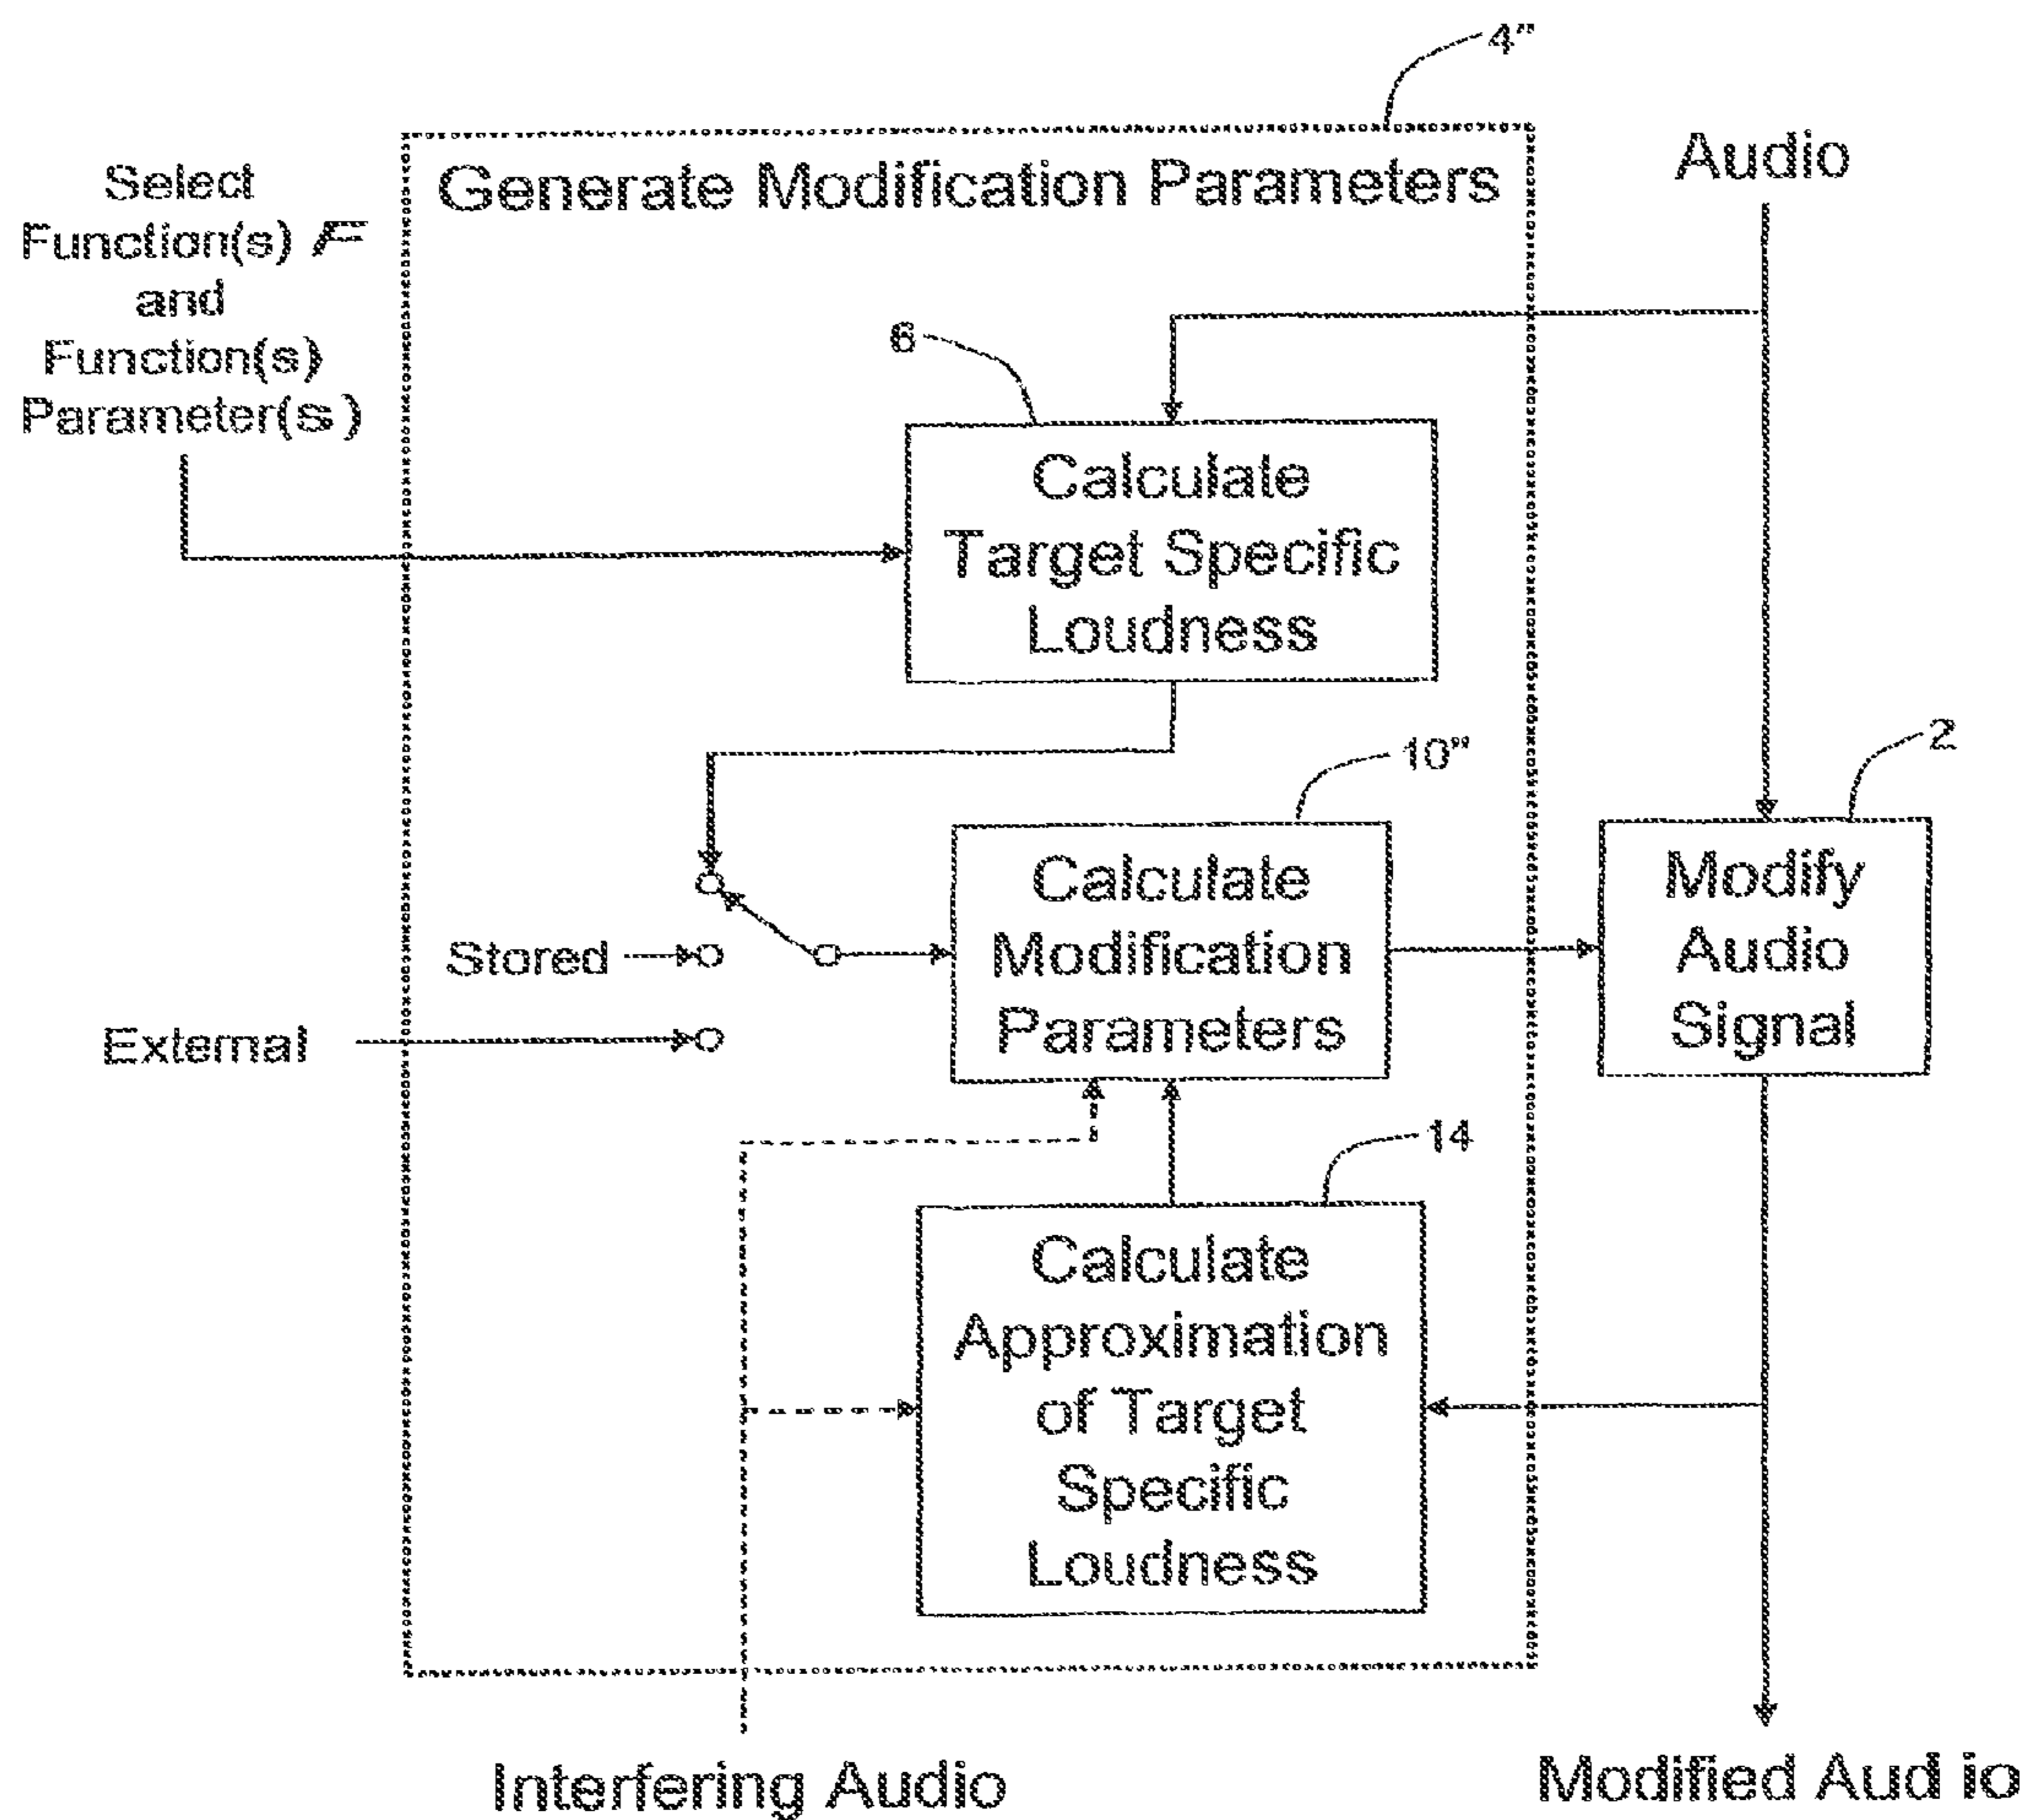 4"
Select
Function(s) F
and
Function(s)
Parameter(s)
Generate Modification Parameters
Audio
6
Calculate
Target Specific
Loudness
10"
2
Calculate
Modification
Parameters
Modify
Audio
Signal
Stored
External
14
Calculate
Approximation
of Target
Specific
Loudness
Interfering Audio
Modified Aud io